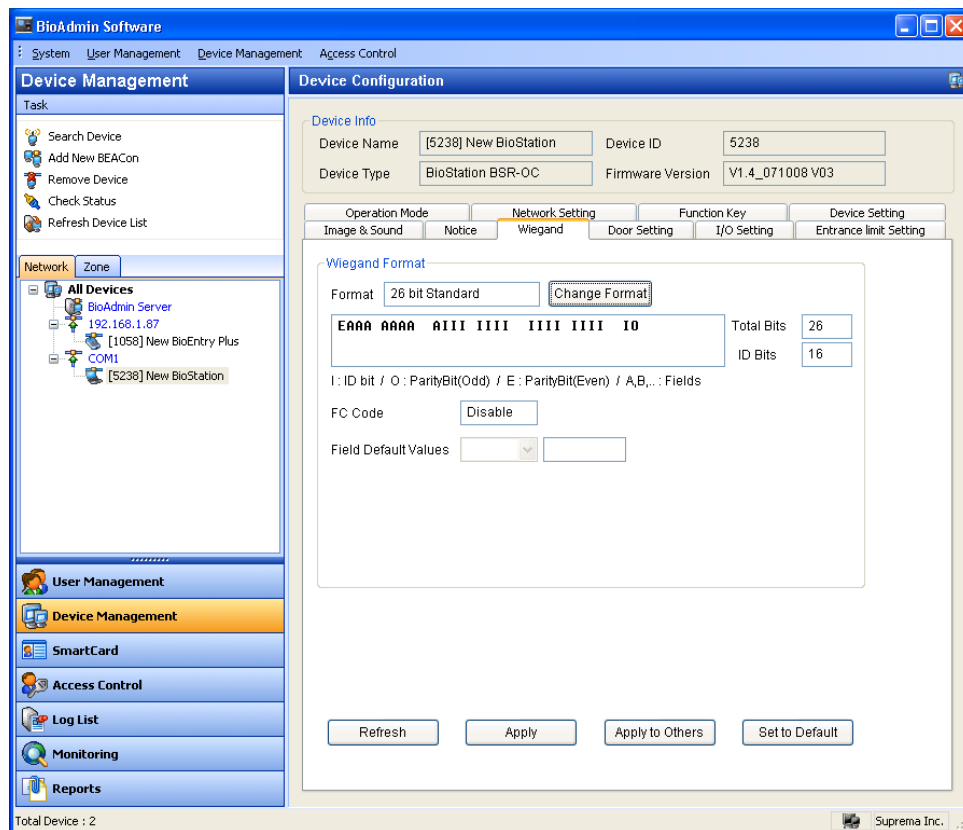 BioAdmin Software
System User Management Device Management Access Control
Device Management
Task
Search Device
Add New BEACon
Remove Device
Check Status
Refresh Device List
Network Zone
All Devices
BioAdmin Server
192.168.1.87
[1058] New BioEntry Plus
COM1
[5238] New BioStation
User Management
Device Management
SmartCard
Access Control
Log List
Monitoring
Reports
Device Configuration
Device Info
Device Name [5238] New BioStation Device ID 5238
Device Type BioStation BSR-OC Firmware Version V1.4_071008 V03
Operation Mode Network Setting Function Key Device Setting
Image & Sound Notice Wiegand Door Setting I/O Setting Entrance limit Setting
Wiegand Format
Format 26 bit Standard Change Format
EAAA AAAA AIII IIII IIII IIII IO Total Bits 26
ID Bits 16
I : ID bit / O : ParityBit(Odd) / E : ParityBit(Even) / A,B,.. : Fields
FC Code Disable
Field Default Values
Refresh Apply Apply to Others Set to Default
Total Device : 2 Suprema Inc.